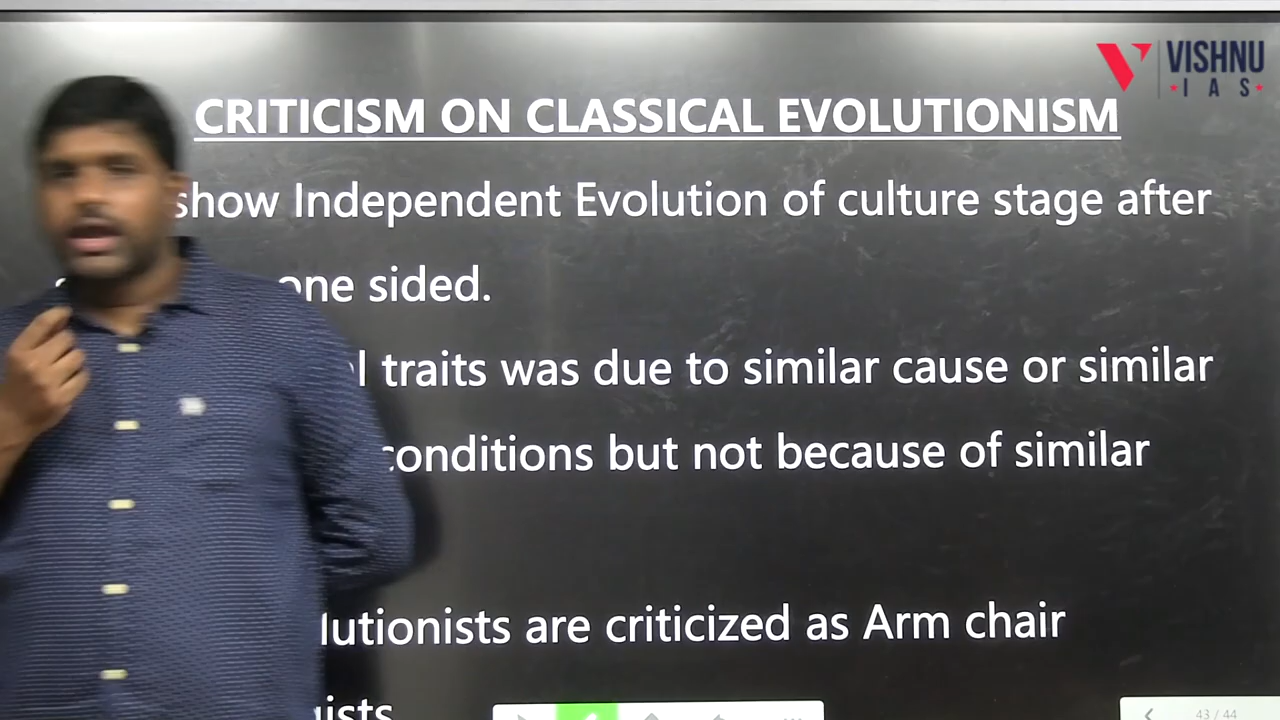 VISHNU
IAS
CRITICISM ON CLASSICAL EVOLUTIONISM
show Independent Evolution of culture stage after
one sided.
traits was due to similar cause or similar
conditions but not because of similar
are criticized as Arm chair
43 / 44